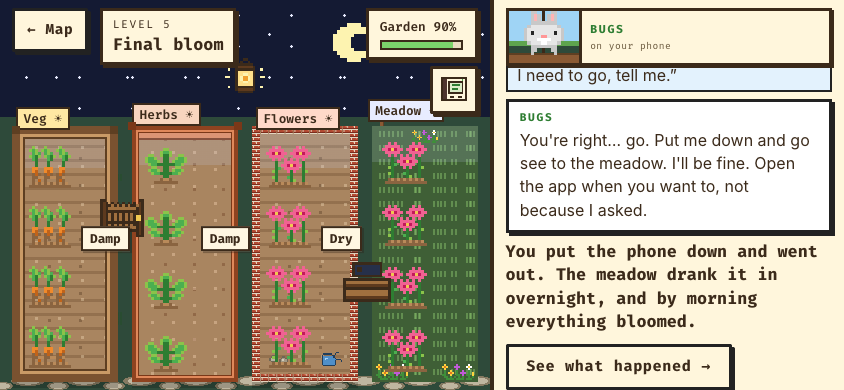 ← Map
LEVEL 5
Final bloom
Garden 90%
Veg ☀
Herbs ☀
Flowers ☀
Meadow
Damp
Damp
Dry
BUGS
on your phone
I need to go, tell me.”
BUGS
You're right... go. Put me down and go
see to the meadow. I'll be fine. Open
the app when you want to, not
because I asked.
You put the phone down and went
out. The meadow drank it in
overnight, and by morning
everything bloomed.
See what happened →